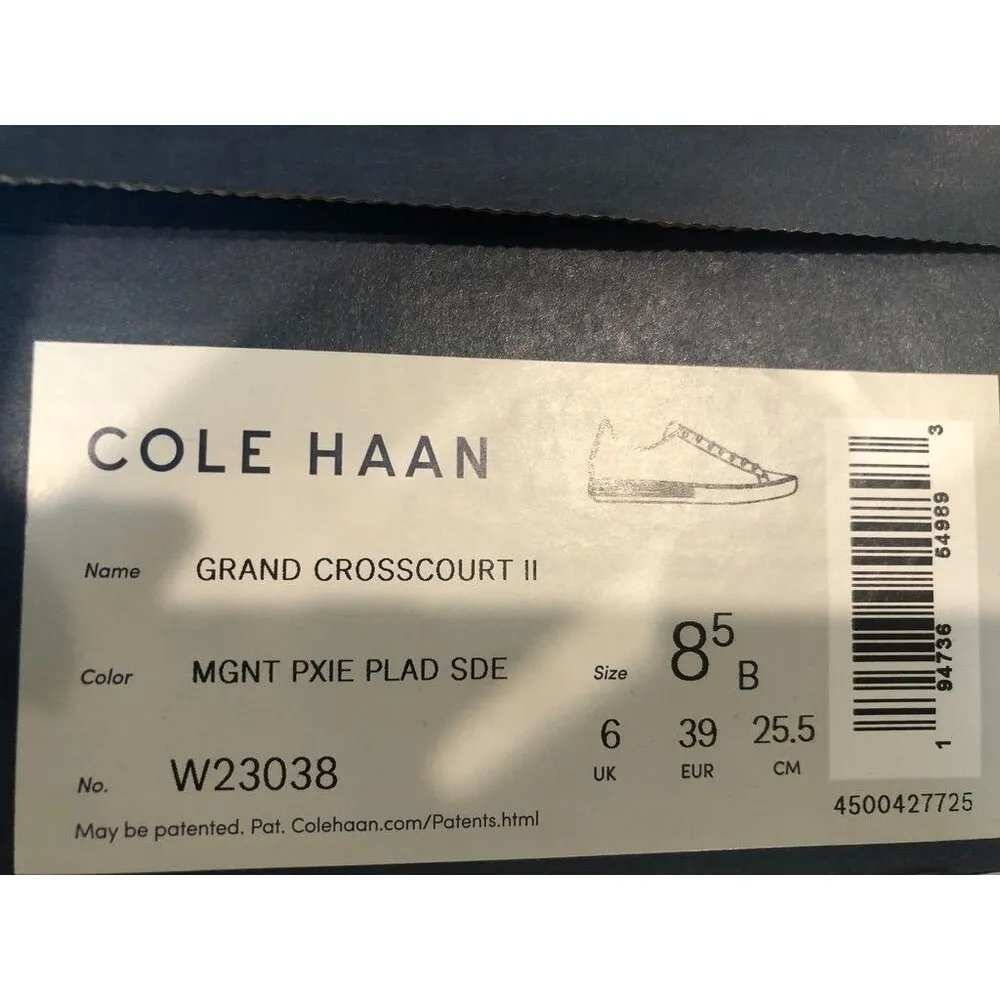 COLE HAAN
Name GRAND CROSSCOURT II
Color MGNT PXIE PLAD SDE
Size 8⁵ B
6 39 25.5
UK EUR CM
No. W23038
May be patented. Pat. Colehaan.com/Patents.html
1 94736 54989 3
4500427725